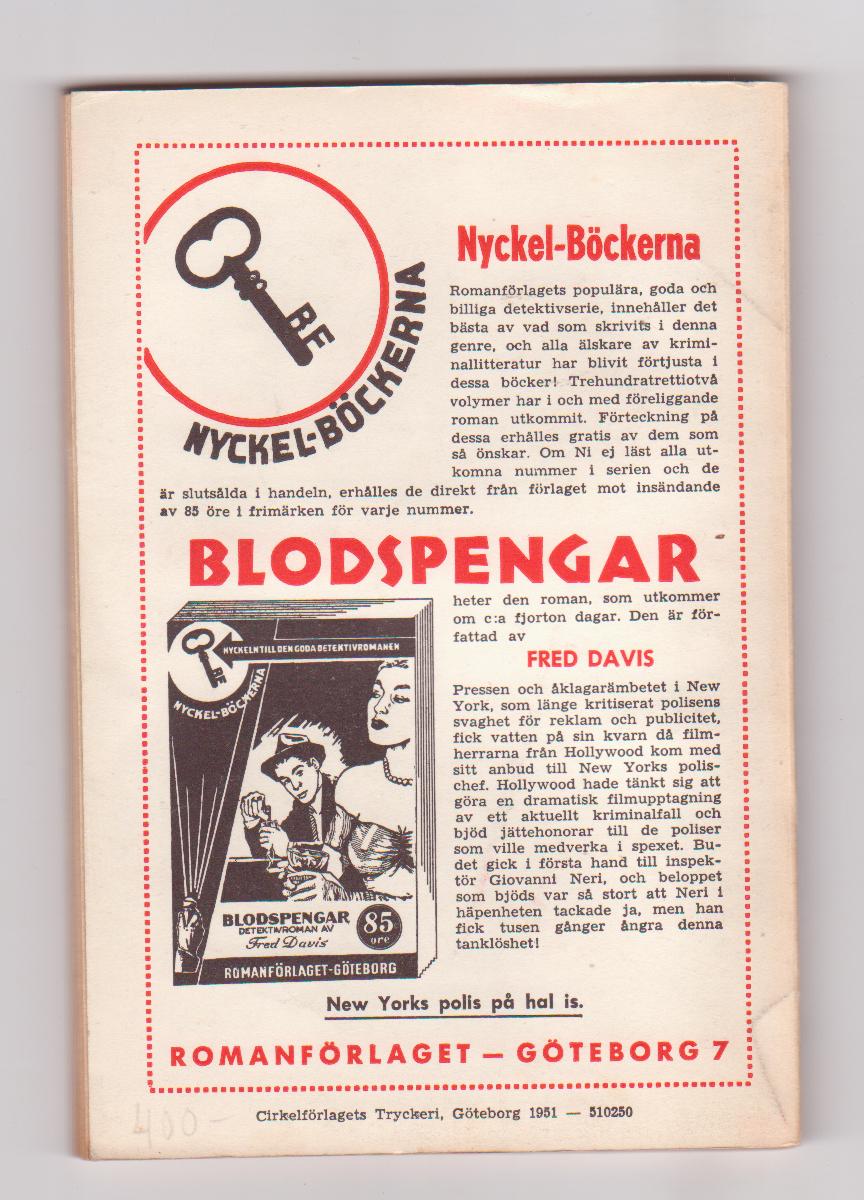 RF
NYCKEL-BÖCKERNA
Nyckel-Böckerna
Romanförlagets populära, goda och
billiga detektivserie, innehåller det
bästa av vad som skrivits i denna
genre, och alla älskare av krimi-
nallitteratur har blivit förtjusta i
dessa böcker! Trehundratrettiotvå
volymer har i och med föreliggande
roman utkommit. Förteckning på
dessa erhålles gratis av dem som
så önskar. Om Ni ej läst alla ut-
komna nummer i serien och de
är slutsålda i handeln, erhålles de direkt från förlaget mot insändande
av 85 öre i frimärken för varje nummer.
BLODSPENGAR
heter den roman, som utkommer
om c:a fjorton dagar. Den är för-
fattad av
FRED DAVIS
Pressen och åklagarämbetet i New
York, som länge kritiserat polisens
svaghet för reklam och publicitet,
fick vatten på sin kvarn då film-
herrarna från Hollywood kom med
sitt anbud till New Yorks polis-
chef. Hollywood hade tänkt sig att
göra en dramatisk filmupptagning
av ett aktuellt kriminalfall och
bjöd jättehonorar till de poliser
som ville medverka i spexet. Bu-
det gick i första hand till inspek-
tör Giovanni Neri, och beloppet
som bjöds var så stort att Neri i
häpenheten tackade ja, men han
fick tusen gånger ångra denna
tanklöshet!
NYCKELN TILL DEN GODA DETEKTIVROMANEN
RF
NYCKEL-BÖCKERNA
BLODSPENGAR
DETEKTIVROMAN AV
Fred Davis
85
öre
ROMANFÖRLAGET-GÖTEBORG
New Yorks polis på hal is.
ROMANFÖRLAGET — GÖTEBORG 7
Cirkelförlagets Tryckeri, Göteborg 1951 — 510250
400-